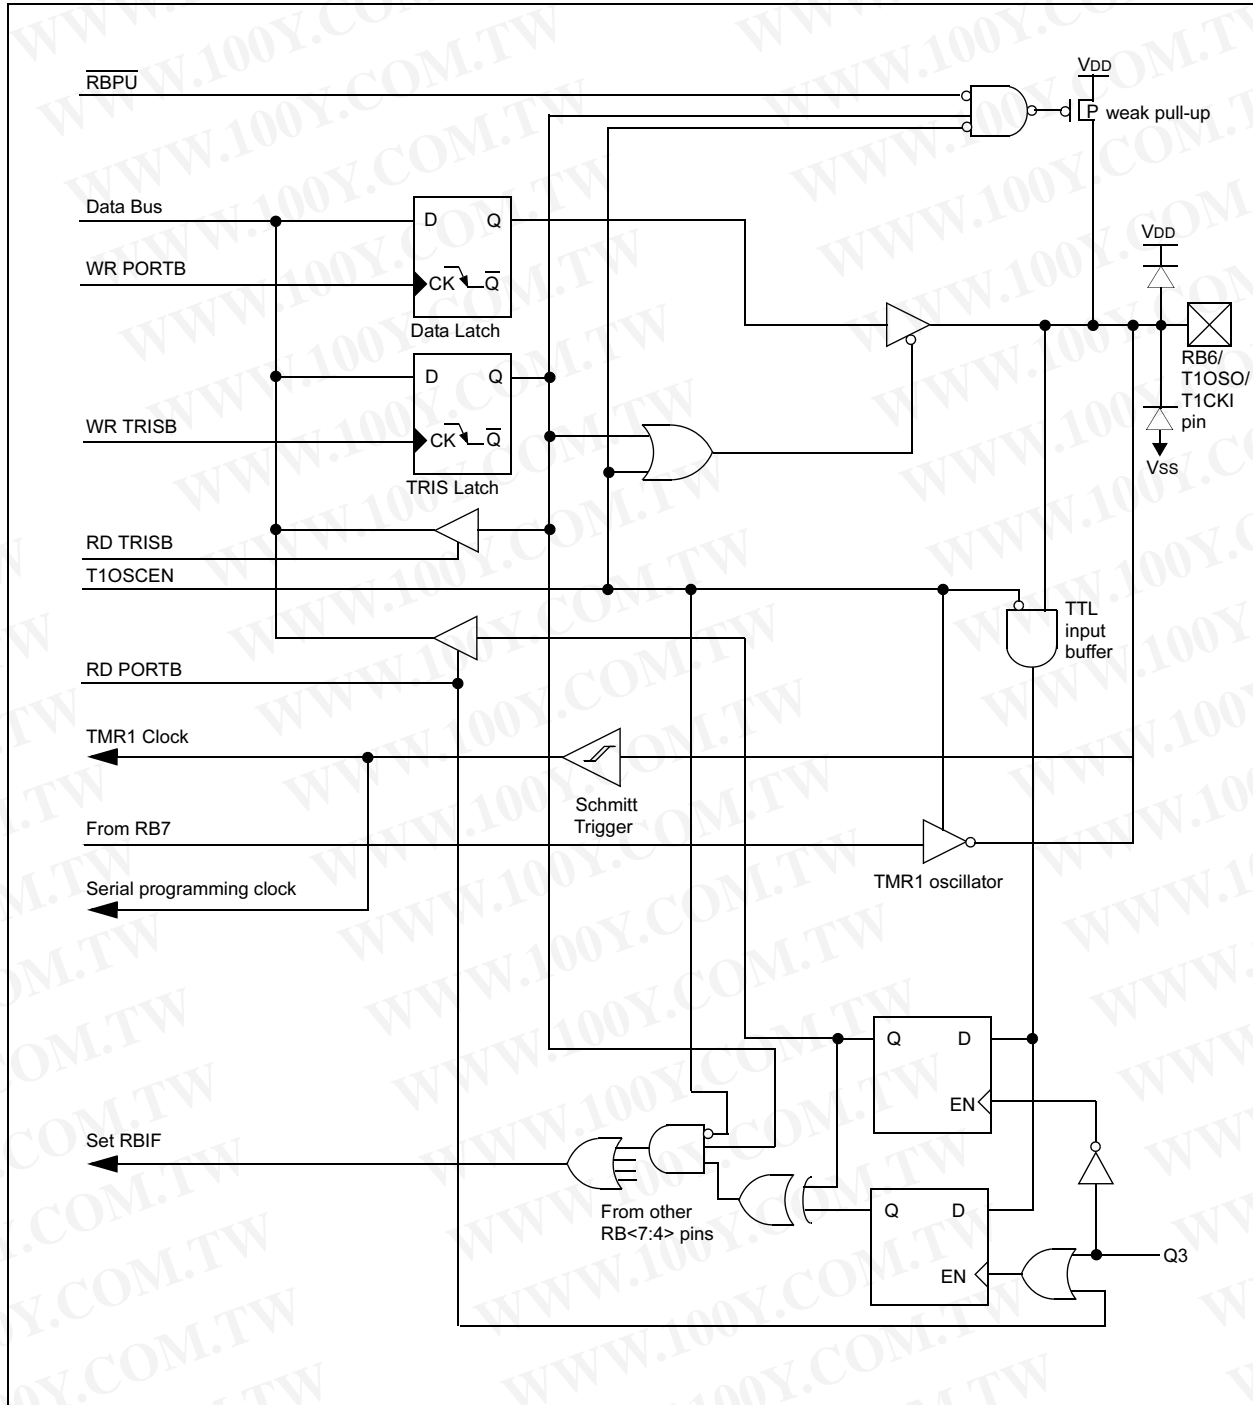 RBPU
VDD
P weak pull-up
Data Bus
D Q
VDD
WR PORTB
CK Q
Data Latch
D Q
RB6/
T1OSO/
T1CKI
pin
WR TRISB
CK Q
VSS
TRIS Latch
RD TRISB
T1OSCEN
TTL
input
buffer
RD PORTB
TMR1 Clock
Schmitt
Trigger
From RB7
TMR1 oscillator
Serial programming clock
Q D
EN
Set RBIF
From other
RB<7:4> pins
Q D
Q3
EN
WWW.100Y.COM.TW